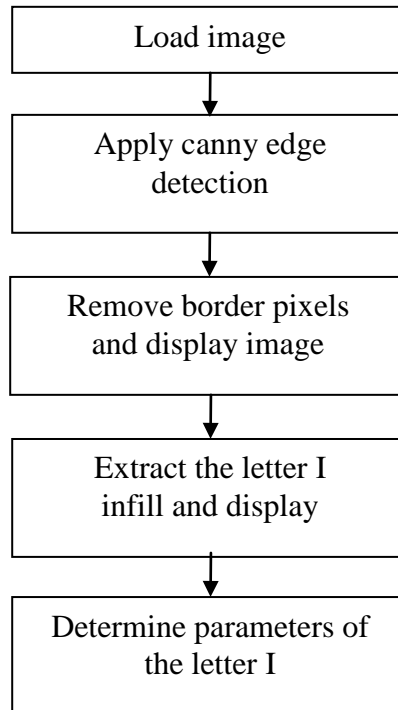 Load image
Apply canny edge
detection
Remove border pixels
and display image
Extract the letter I
infill and display
Determine parameters of
the letter I